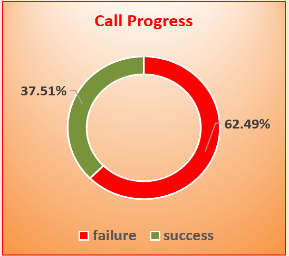 Call Progress
37.51%
62.49%
failure success